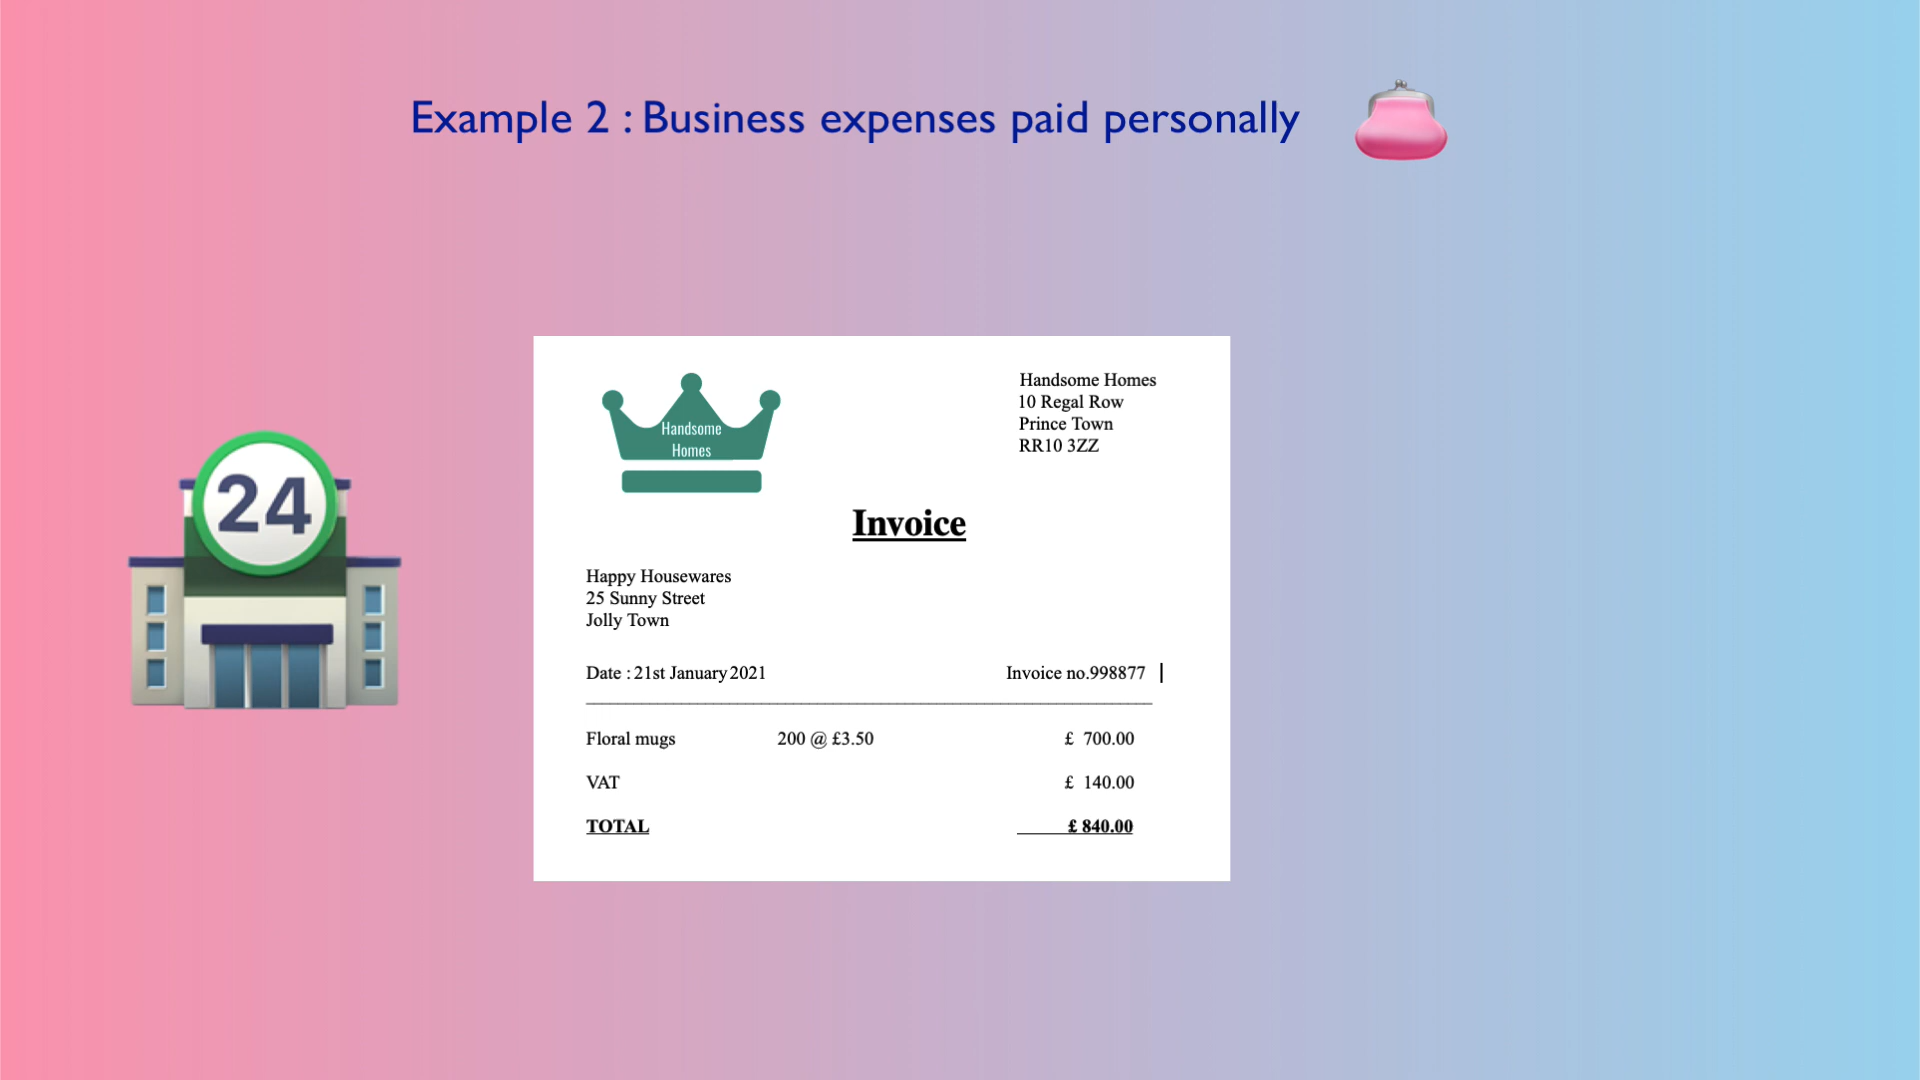 Example 2 : Business expenses paid personally
Handsome
Homes
Handsome Homes
10 Regal Row
Prince Town
RR10 3ZZ
24
Invoice
Happy Housewares
25 Sunny Street
Jolly Town
Date : 21st January 2021 Invoice no.998877
Floral mugs 200 @ £3.50 £ 700.00
VAT £ 140.00
TOTAL £ 840.00